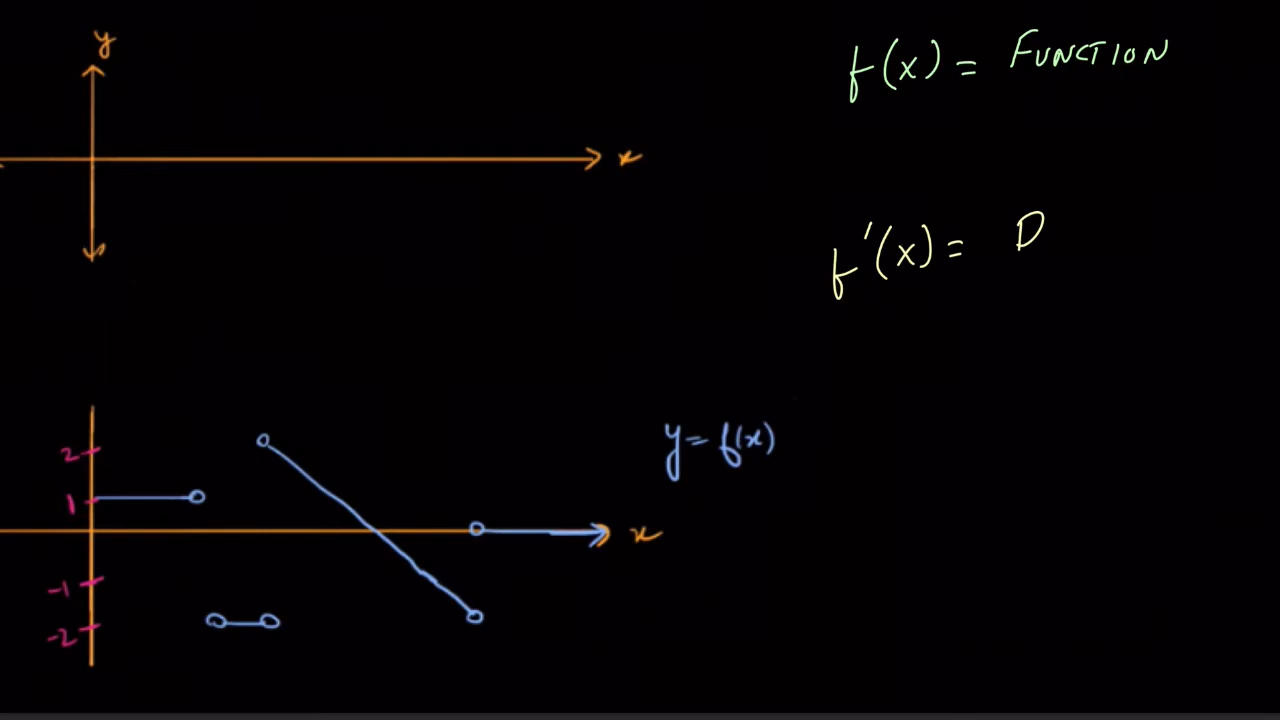 y
f(x) = FUNCTION
x
f'(x) = D
2
y = f(x)
1
x
-1
-2